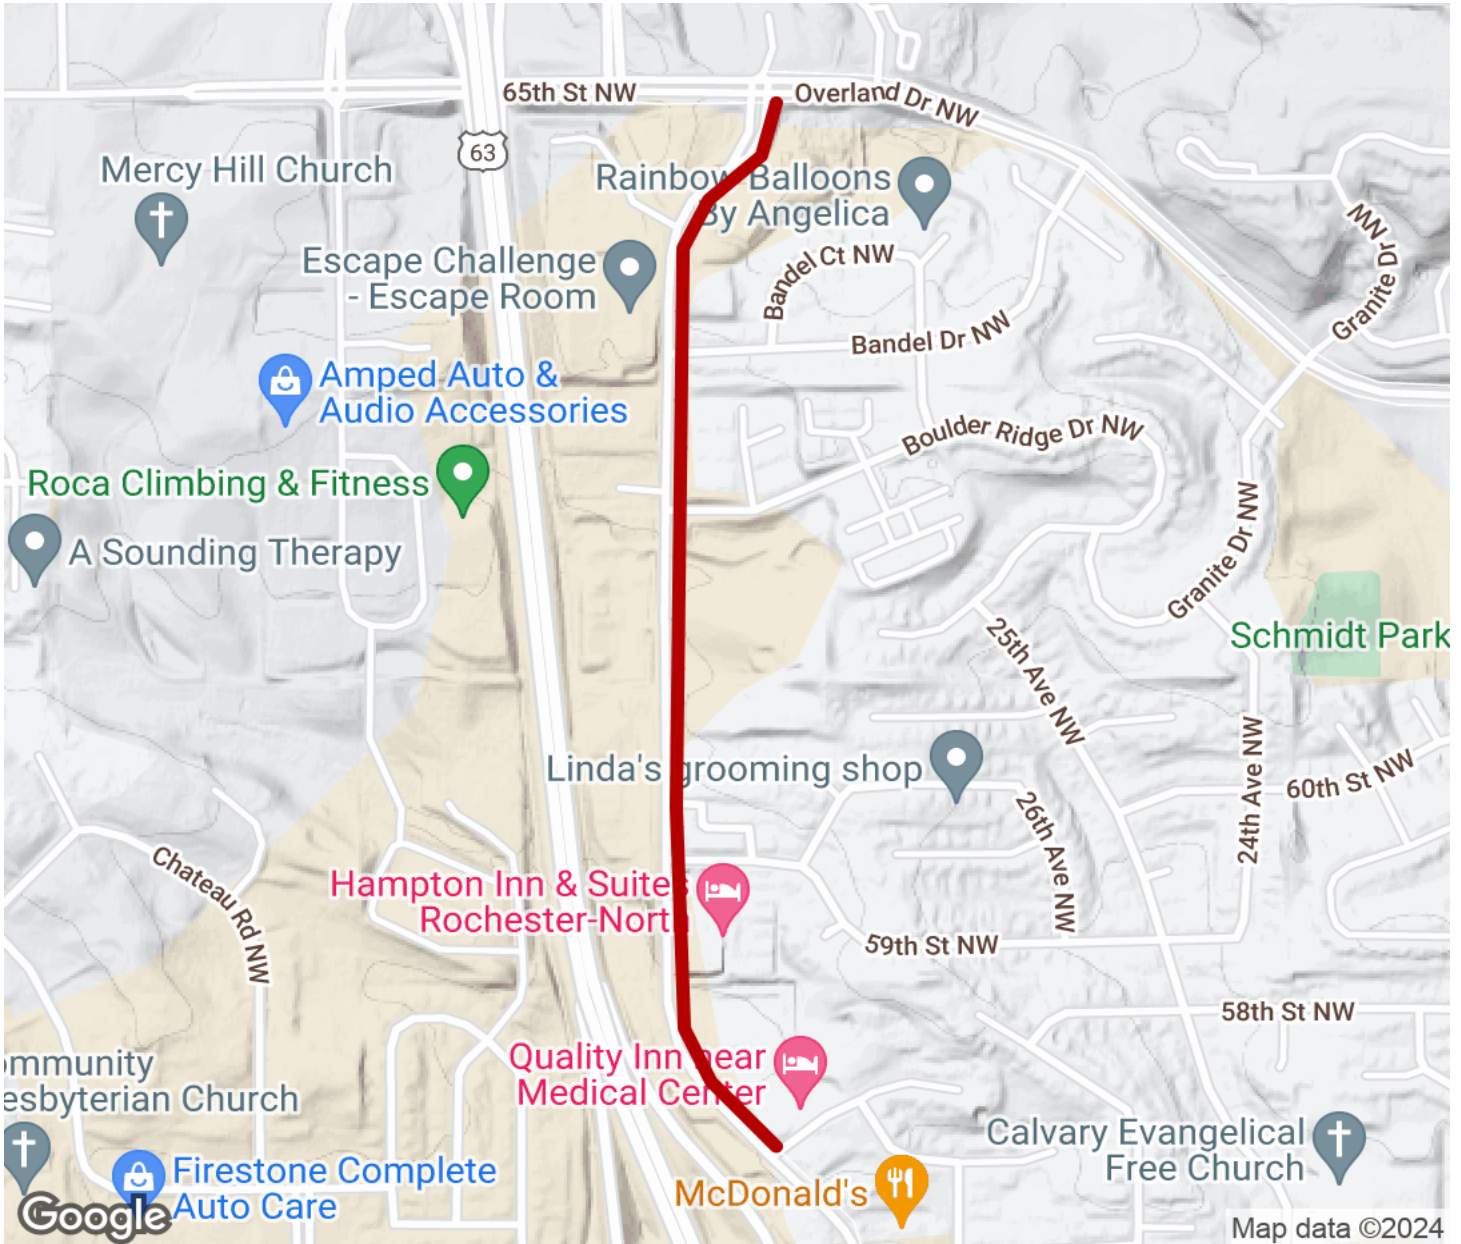 65th St NW
Overland Dr NW
63
Mercy Hill Church
Rainbow Balloons
By Angelica
Granite Dr NW
Bandel Ct NW
Escape Challenge
- Escape Room
Bandel Dr NW
Amped Auto &
Audio Accessories
Boulder Ridge Dr NW
Roca Climbing & Fitness
Granite Dr NW
A Sounding Therapy
Schmidt Park
25th Ave NW
Linda's grooming shop
24th Ave NW
60th St NW
26th Ave NW
Chateau Rd NW
Hampton Inn & Suites
Rochester-North
59th St NW
58th St NW
Quality Inn near
Medical Center
ommunity
esbyterian Church
Calvary Evangelical
Free Church
Firestone Complete
Auto Care
McDonald's
Google
Map data ©2024